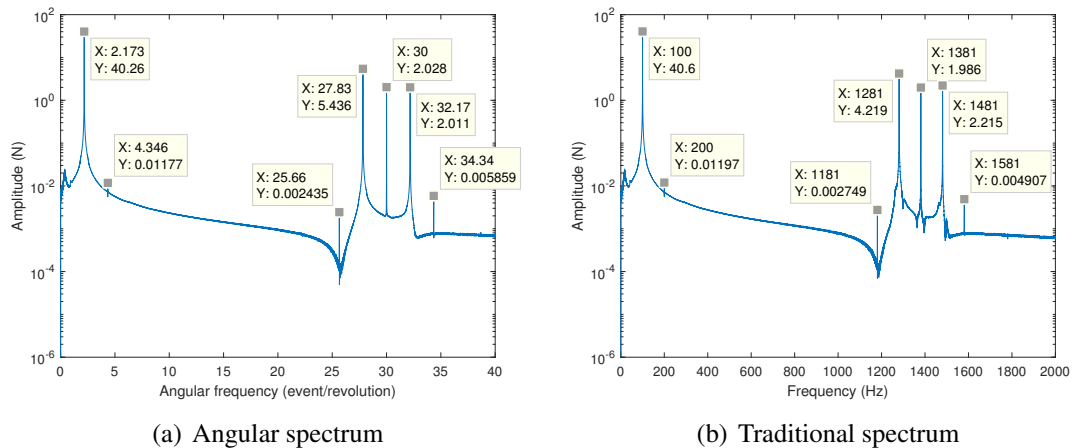 10^2
10^0
10^-2
10^-4
10^-6
Amplitude (N)
X: 2.173
Y: 40.26
X: 4.346
Y: 0.01177
X: 25.66
Y: 0.002435
X: 27.83
Y: 5.436
X: 30
Y: 2.028
X: 32.17
Y: 2.011
X: 34.34
Y: 0.005859
0 5 10 15 20 25 30 35 40
Angular frequency (event/revolution)
(a) Angular spectrum
10^2
10^0
10^-2
10^-4
10^-6
Amplitude (N)
X: 100
Y: 40.6
X: 200
Y: 0.01197
X: 1181
Y: 0.002749
X: 1281
Y: 4.219
X: 1381
Y: 1.986
X: 1481
Y: 2.215
X: 1581
Y: 0.004907
0 200 400 600 800 1000 1200 1400 1600 1800 2000
Frequency (Hz)
(b) Traditional spectrum